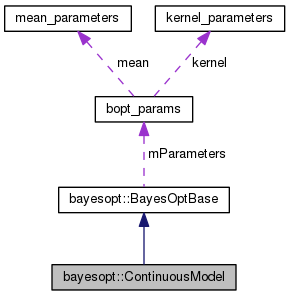 mean_parameters kernel_parameters
mean kernel
bopt_params
mParameters
bayesopt::BayesOptBase
bayesopt::ContinuousModel